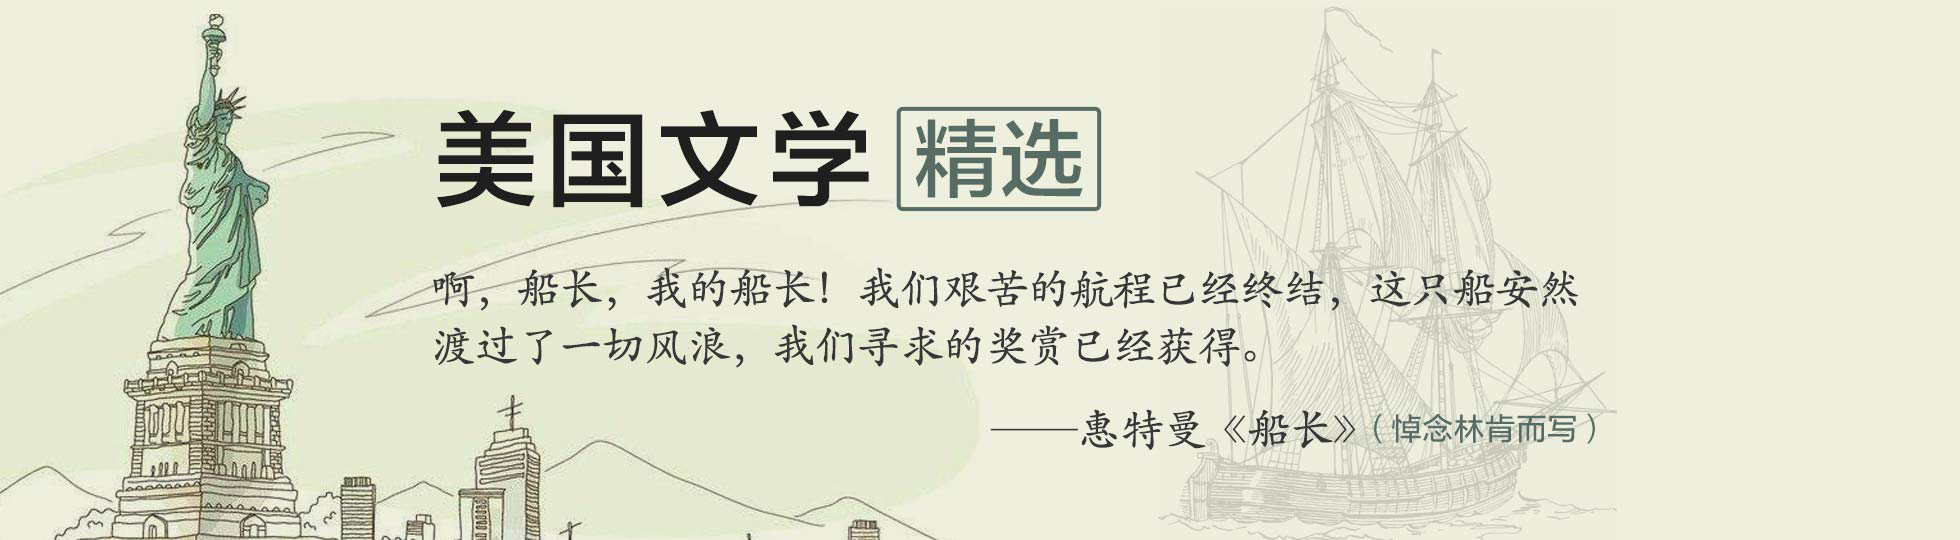 美国文学 精选
啊，船长，我的船长！我们艰苦的航程已经终结，这只船安然
渡过了一切风浪，我们寻求的奖赏已经获得。
——惠特曼《船长》（悼念林肯而写）